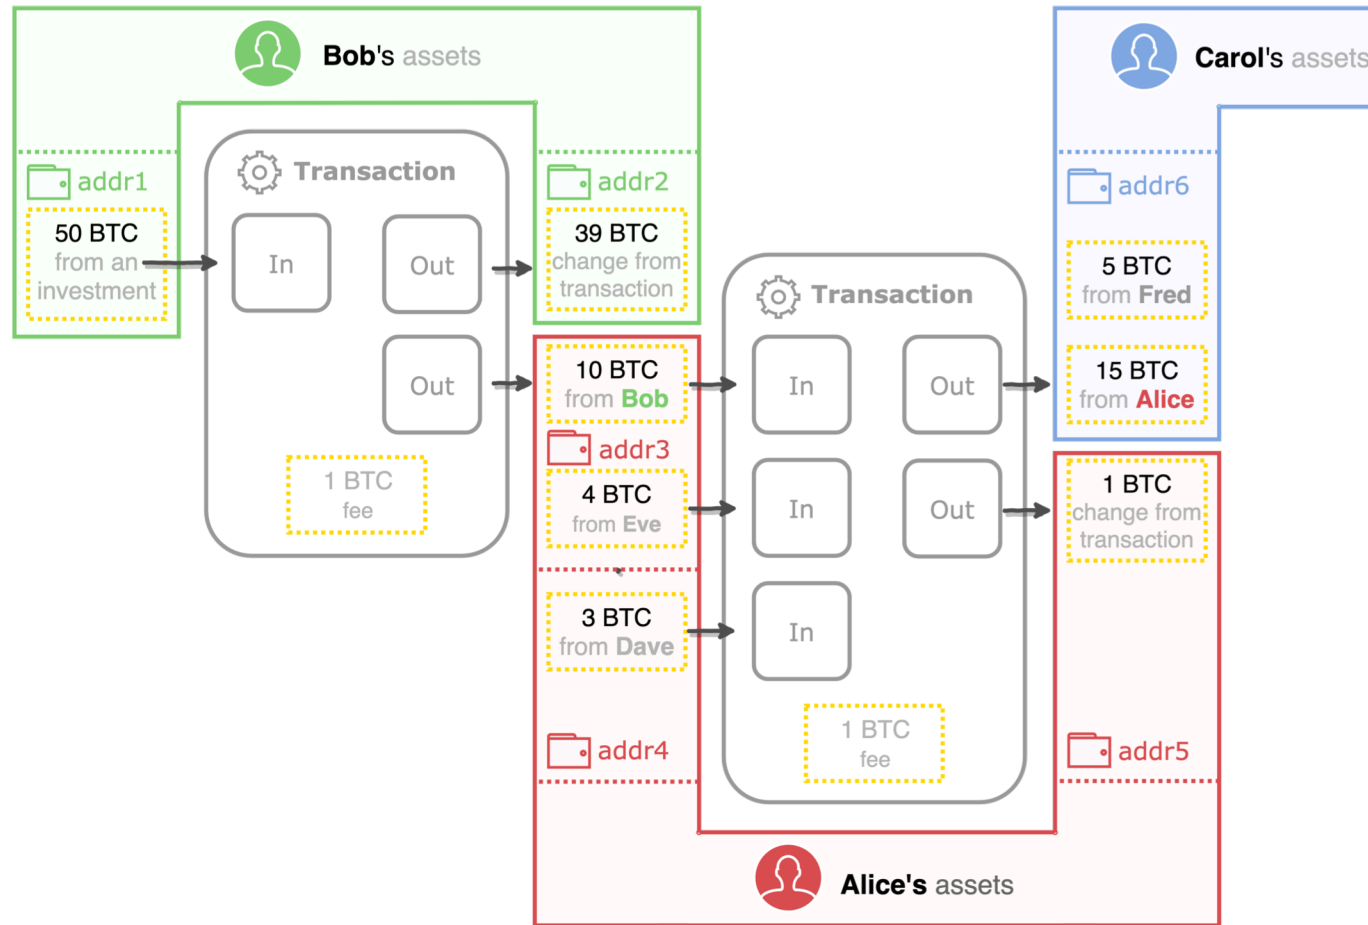 Bob's assets
Carol's assets
addr1
50 BTC
from an
investment
Transaction
In
Out
Out
1 BTC
fee
addr2
39 BTC
change from
transaction
10 BTC
from Bob
addr3
4 BTC
from Eve
3 BTC
from Dave
addr4
Transaction
In
Out
In
Out
In
1 BTC
fee
addr6
5 BTC
from Fred
15 BTC
from Alice
1 BTC
change from
transaction
addr5
Alice's assets